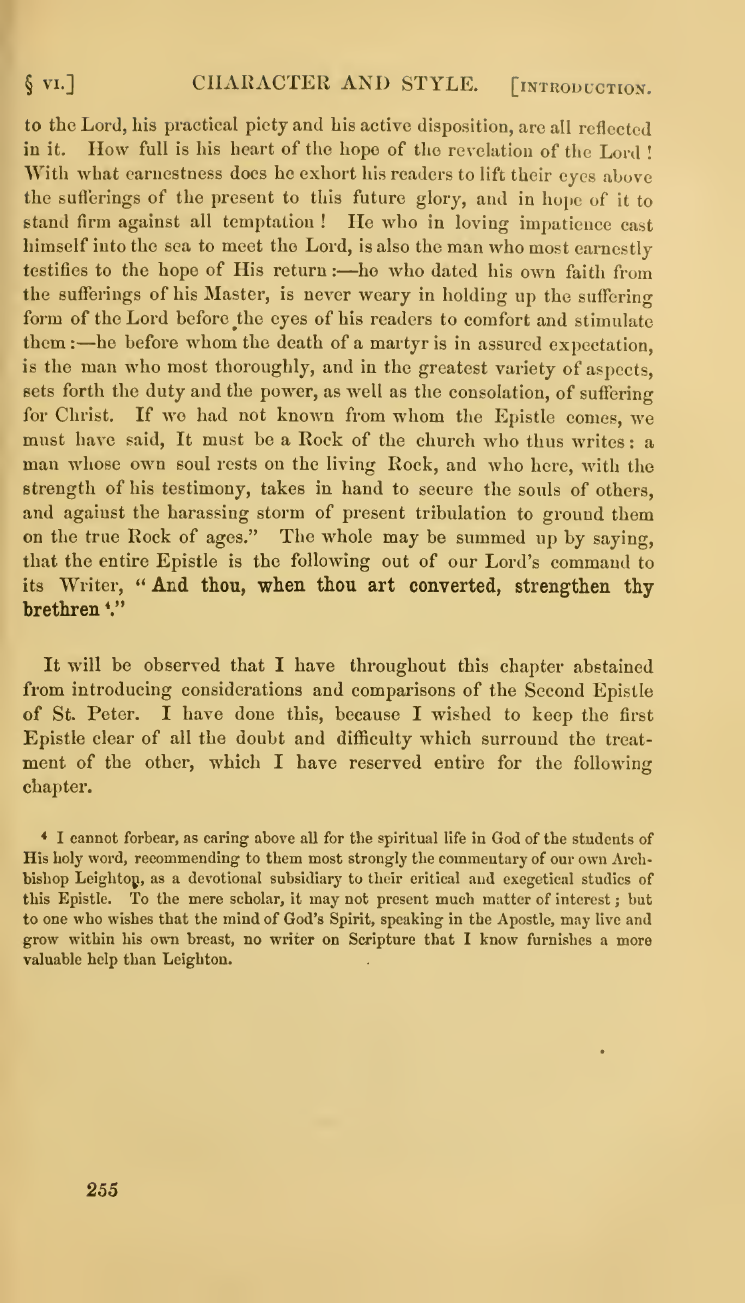 § VI.] CHARACTER AND STYLE. [INTRODUCTION.
to the Lord, his practical piety and his active disposition, are all reflected
in it. How full is his heart of the hope of the revelation of the Lord !
With what earnestness does he exhort his readers to lift their eyes above
the sufferings of the present to this future glory, and in hope of it to
stand firm against all temptation ! He who in loving impatience cast
himself into the sea to meet the Lord, is also the man who most earnestly
testifies to the hope of His return :—he who dated his own faith from
the sufferings of his Master, is never weary in holding up the suffering
form of the Lord before the eyes of his readers to comfort and stimulate
them :—he before whom the death of a martyr is in assured expectation,
is the man who most thoroughly, and in the greatest variety of aspects,
sets forth the duty and the power, as well as the consolation, of suffering
for Christ. If we had not known from whom the Epistle comes, we
must have said, It must be a Rock of the church who thus writes : a
man whose own soul rests on the living Rock, and who here, with the
strength of his testimony, takes in hand to secure the souls of others,
and against the harassing storm of present tribulation to ground them
on the true Rock of ages.” The whole may be summed up by saying,
that the entire Epistle is the following out of our Lord’s command to
its Writer, “ And thou, when thou art converted, strengthen thy
brethren ⁴.”
It will be observed that I have throughout this chapter abstained
from introducing considerations and comparisons of the Second Epistle
of St. Peter. I have done this, because I wished to keep the first
Epistle clear of all the doubt and difficulty which surround the treat-
ment of the other, which I have reserved entire for the following
chapter.
⁴ I cannot forbear, as caring above all for the spiritual life in God of the students of
His holy word, recommending to them most strongly the commentary of our own Arch-
bishop Leighton, as a devotional subsidiary to their critical and exegetical studies of
this Epistle. To the mere scholar, it may not present much matter of interest ; but
to one who wishes that the mind of God’s Spirit, speaking in the Apostle, may live and
grow within his own breast, no writer on Scripture that I know furnishes a more
valuable help than Leighton.
255